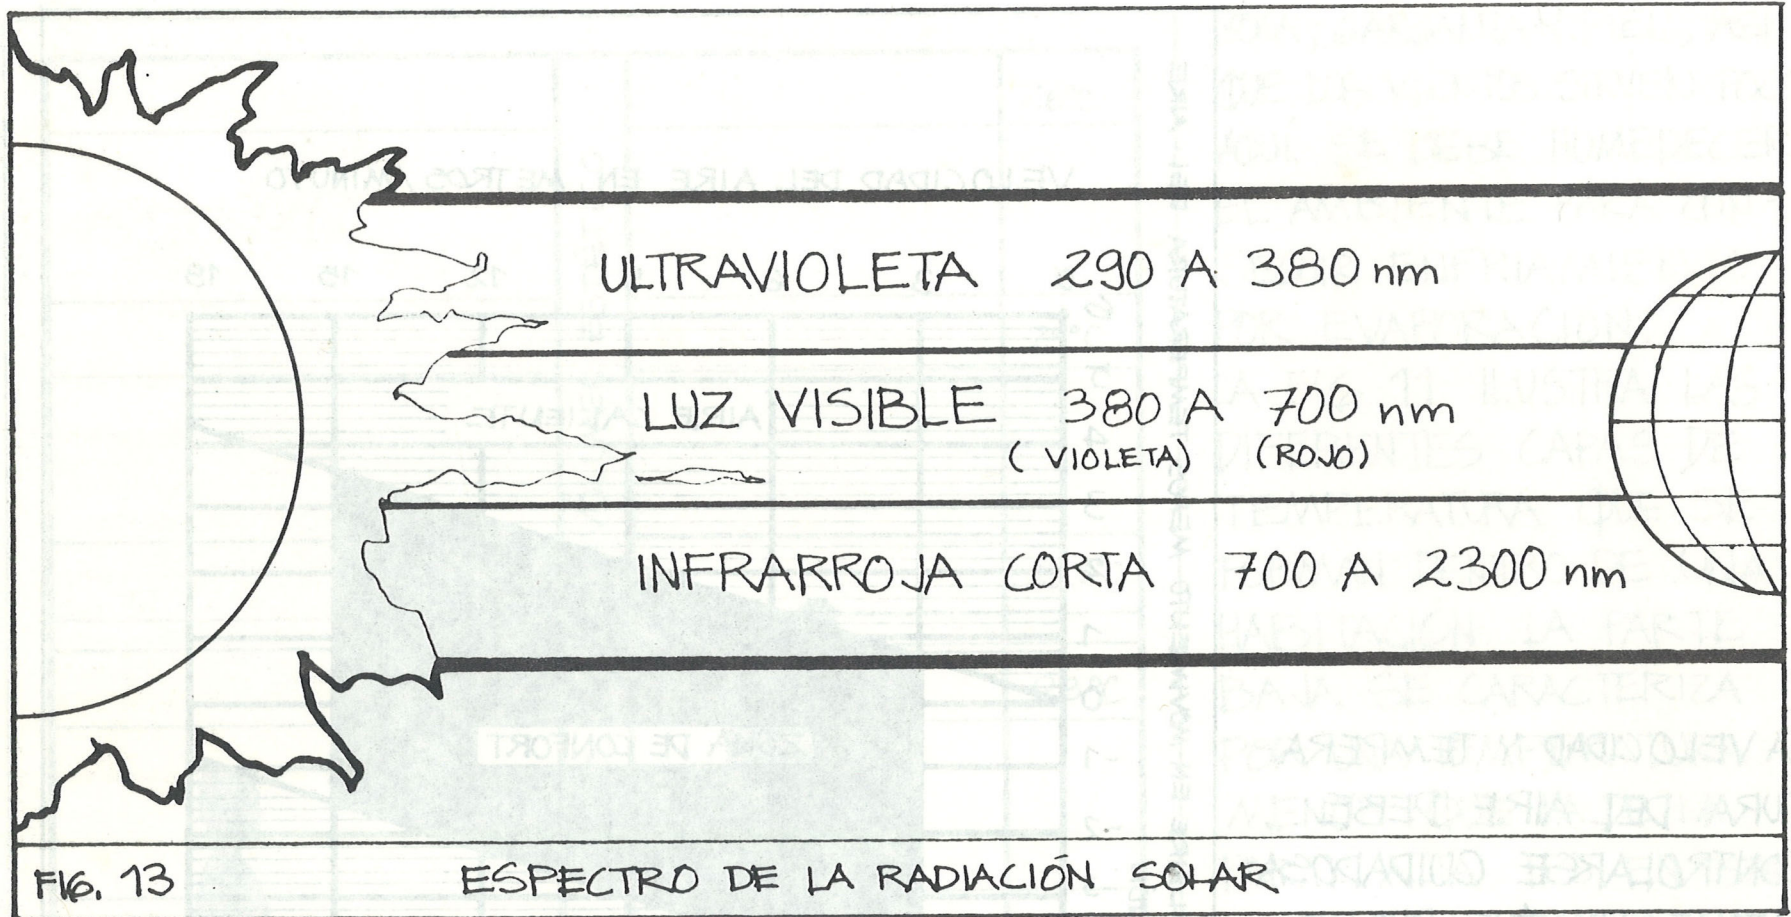 ULTRAVIOLETA 290 A 380 nm
LUZ VISIBLE 380 A 700 nm
(VIOLETA) (ROJO)
INFRARROJA CORTA 700 A 2300 nm
FIG. 13 ESPECTRO DE LA RADIACIÓN SOLAR